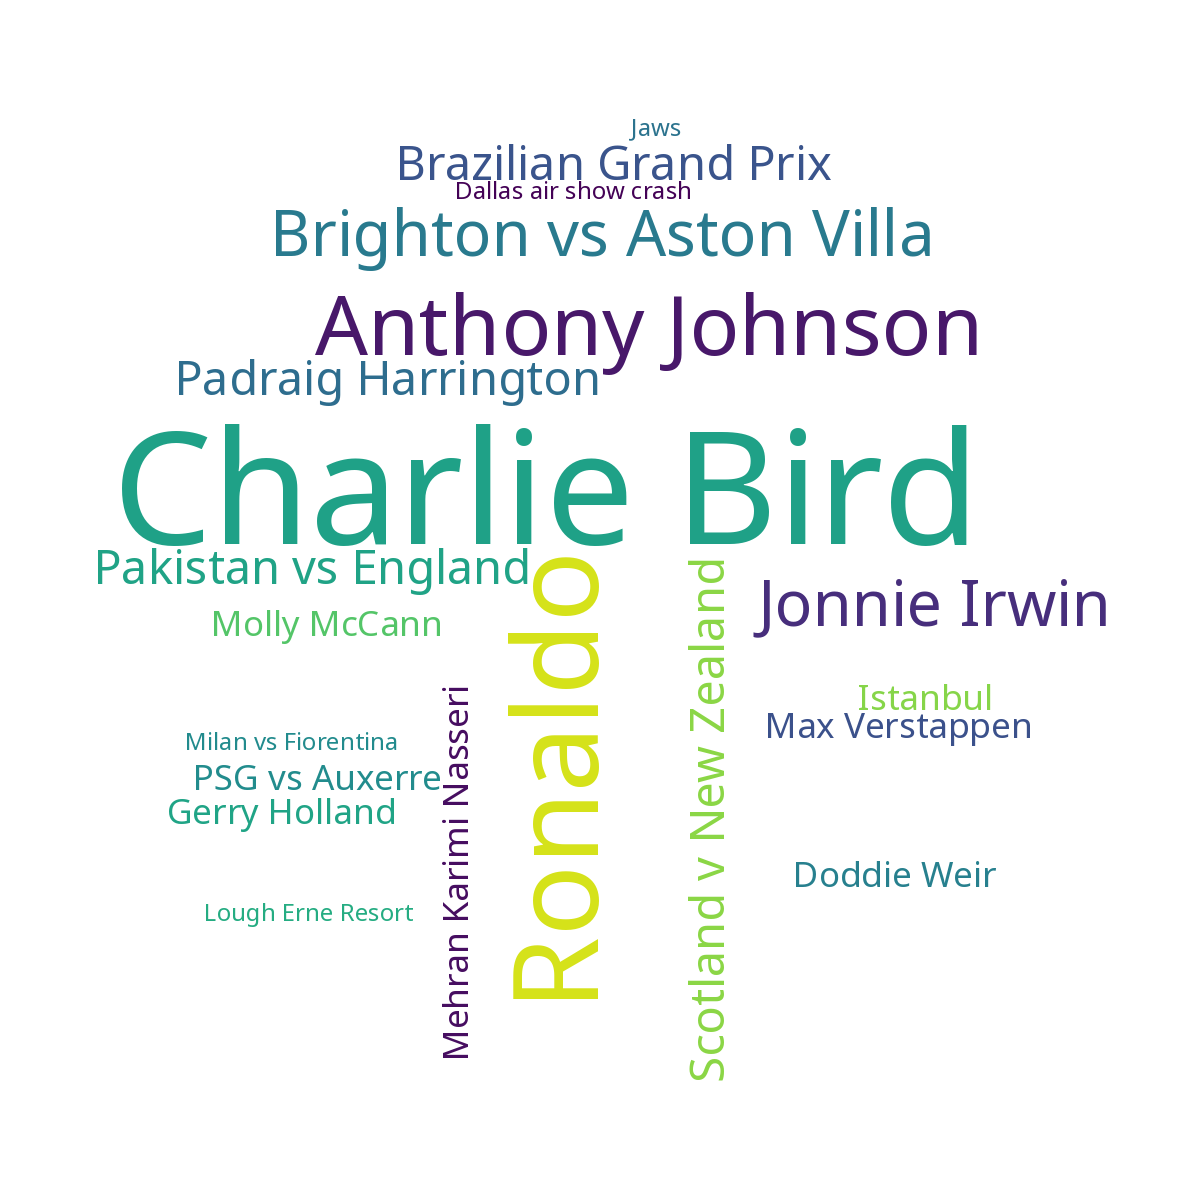 Jaws
Brazilian Grand Prix
Dallas air show crash
Brighton vs Aston Villa
Anthony Johnson
Padraig Harrington
Charlie Bird
Pakistan vs England
Ronaldo
Scotland v New Zealand
Jonnie Irwin
Molly McCann
Mehran Karimi Nasseri
Istanbul
Max Verstappen
Milan vs Fiorentina
PSG vs Auxerre
Gerry Holland
Doddie Weir
Lough Erne Resort